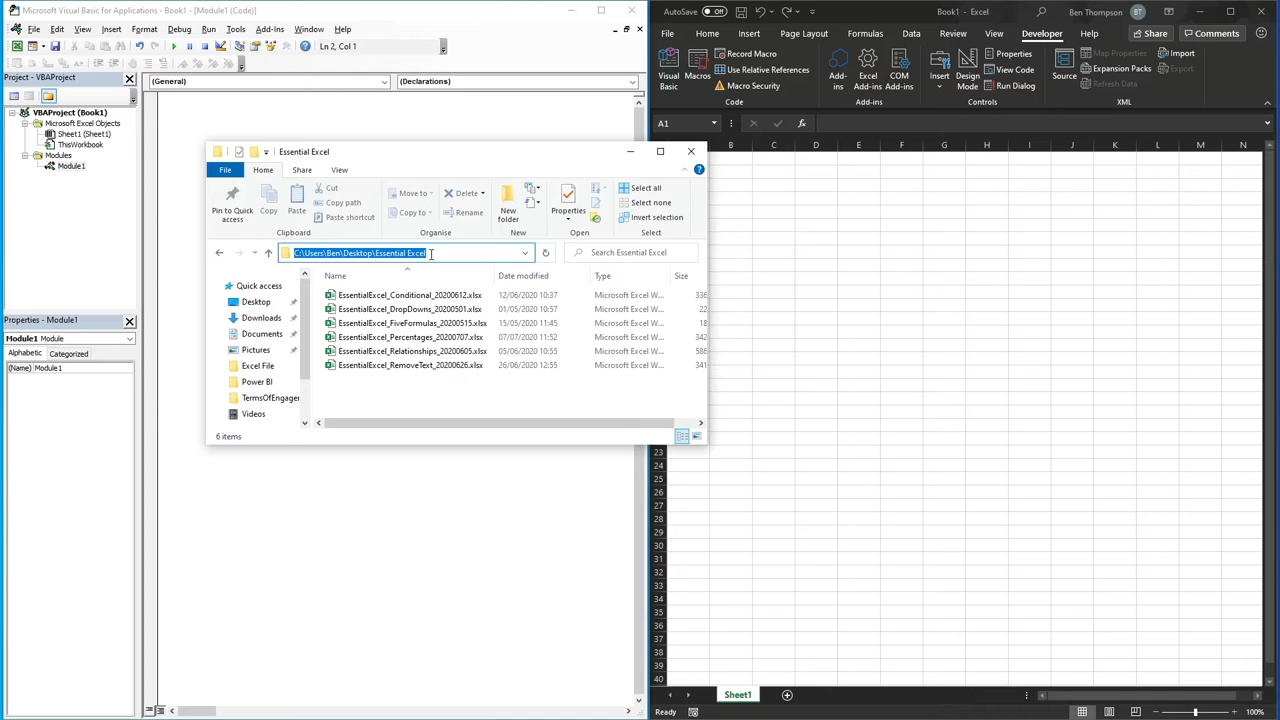 Microsoft Visual Basic for Applications - Book1 - [Module1 (Code)]
File Edit View Insert Format Debug Run Tools Add-Ins Window Help
Ln 2, Col 1
Project - VBAProject
(General)
(Declarations)
VBAProject (Book1)
Microsoft Excel Objects
Sheet1 (Sheet1)
ThisWorkbook
Modules
Module1
Properties - Module1
Module1 Module
Alphabetic Categorized
(Name) Module1
Essential Excel
File Home Share View
Pin to Quick access
Copy
Paste
Cut
Copy path
Paste shortcut
Clipboard
Move to
Copy to
Delete
Rename
Organise
New folder
New
Properties
Open
Select all
Select none
Invert selection
Select
C:\Users\Ben\Desktop\Essential Excel
Search Essential Excel
Name Date modified Type Size
Quick access
Desktop
Downloads
Documents
Pictures
Excel File
Power BI
TermsOfEngager
Videos
EssentialExcel_Conditional_20200612.xlsx 12/06/2020 10:37 Microsoft Excel W... 336
EssentialExcel_DropDowns_20200501.xlsx 01/05/2020 10:57 Microsoft Excel W... 22
EssentialExcel_FiveFormulas_20200515.xlsx 15/05/2020 11:45 Microsoft Excel W... 18
EssentialExcel_Percentages_20200707.xlsx 07/07/2020 11:52 Microsoft Excel W... 342
EssentialExcel_Relationships_20200605.xlsx 05/06/2020 10:55 Microsoft Excel W... 586
EssentialExcel_RemoveText_20200626.xlsx 26/06/2020 12:55 Microsoft Excel W... 341
6 items
AutoSave Off
Book1 - Excel
Ben Thompson BT
File Home Insert Page Layout Formulas Data Review View Developer Help Share Comments
Visual Basic
Macros
Record Macro
Use Relative References
Macro Security
Code
Add-ins
Excel Add-ins
COM Add-ins
Add-ins
Insert
Design Mode
Properties
View Code
Run Dialog
Controls
Source
Map Properties
Expansion Packs
Refresh Data
Import
Export
XML
A1
fx
B C D E F G H I J K L M N
23
24
25
26
27
28
29
30
31
32
33
34
35
36
37
38
39
40
Sheet1
Ready
100%